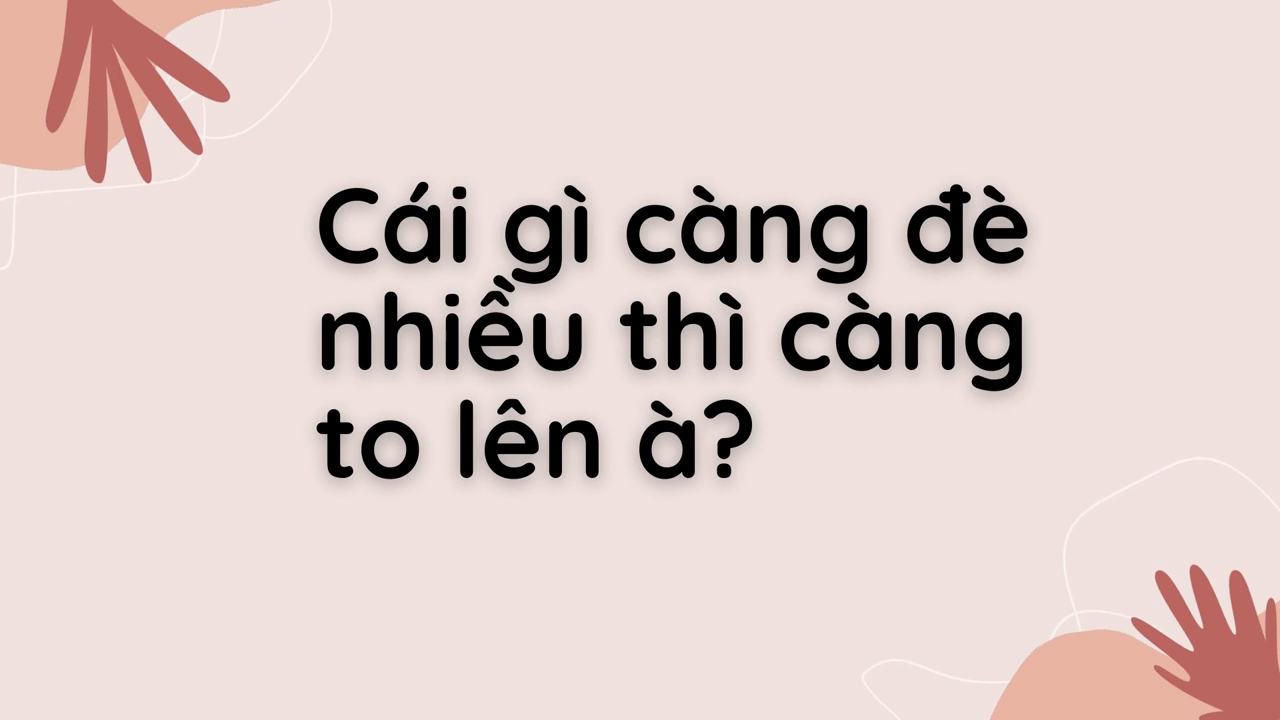 Cái gì càng đè
nhiều thì càng
to lên à?